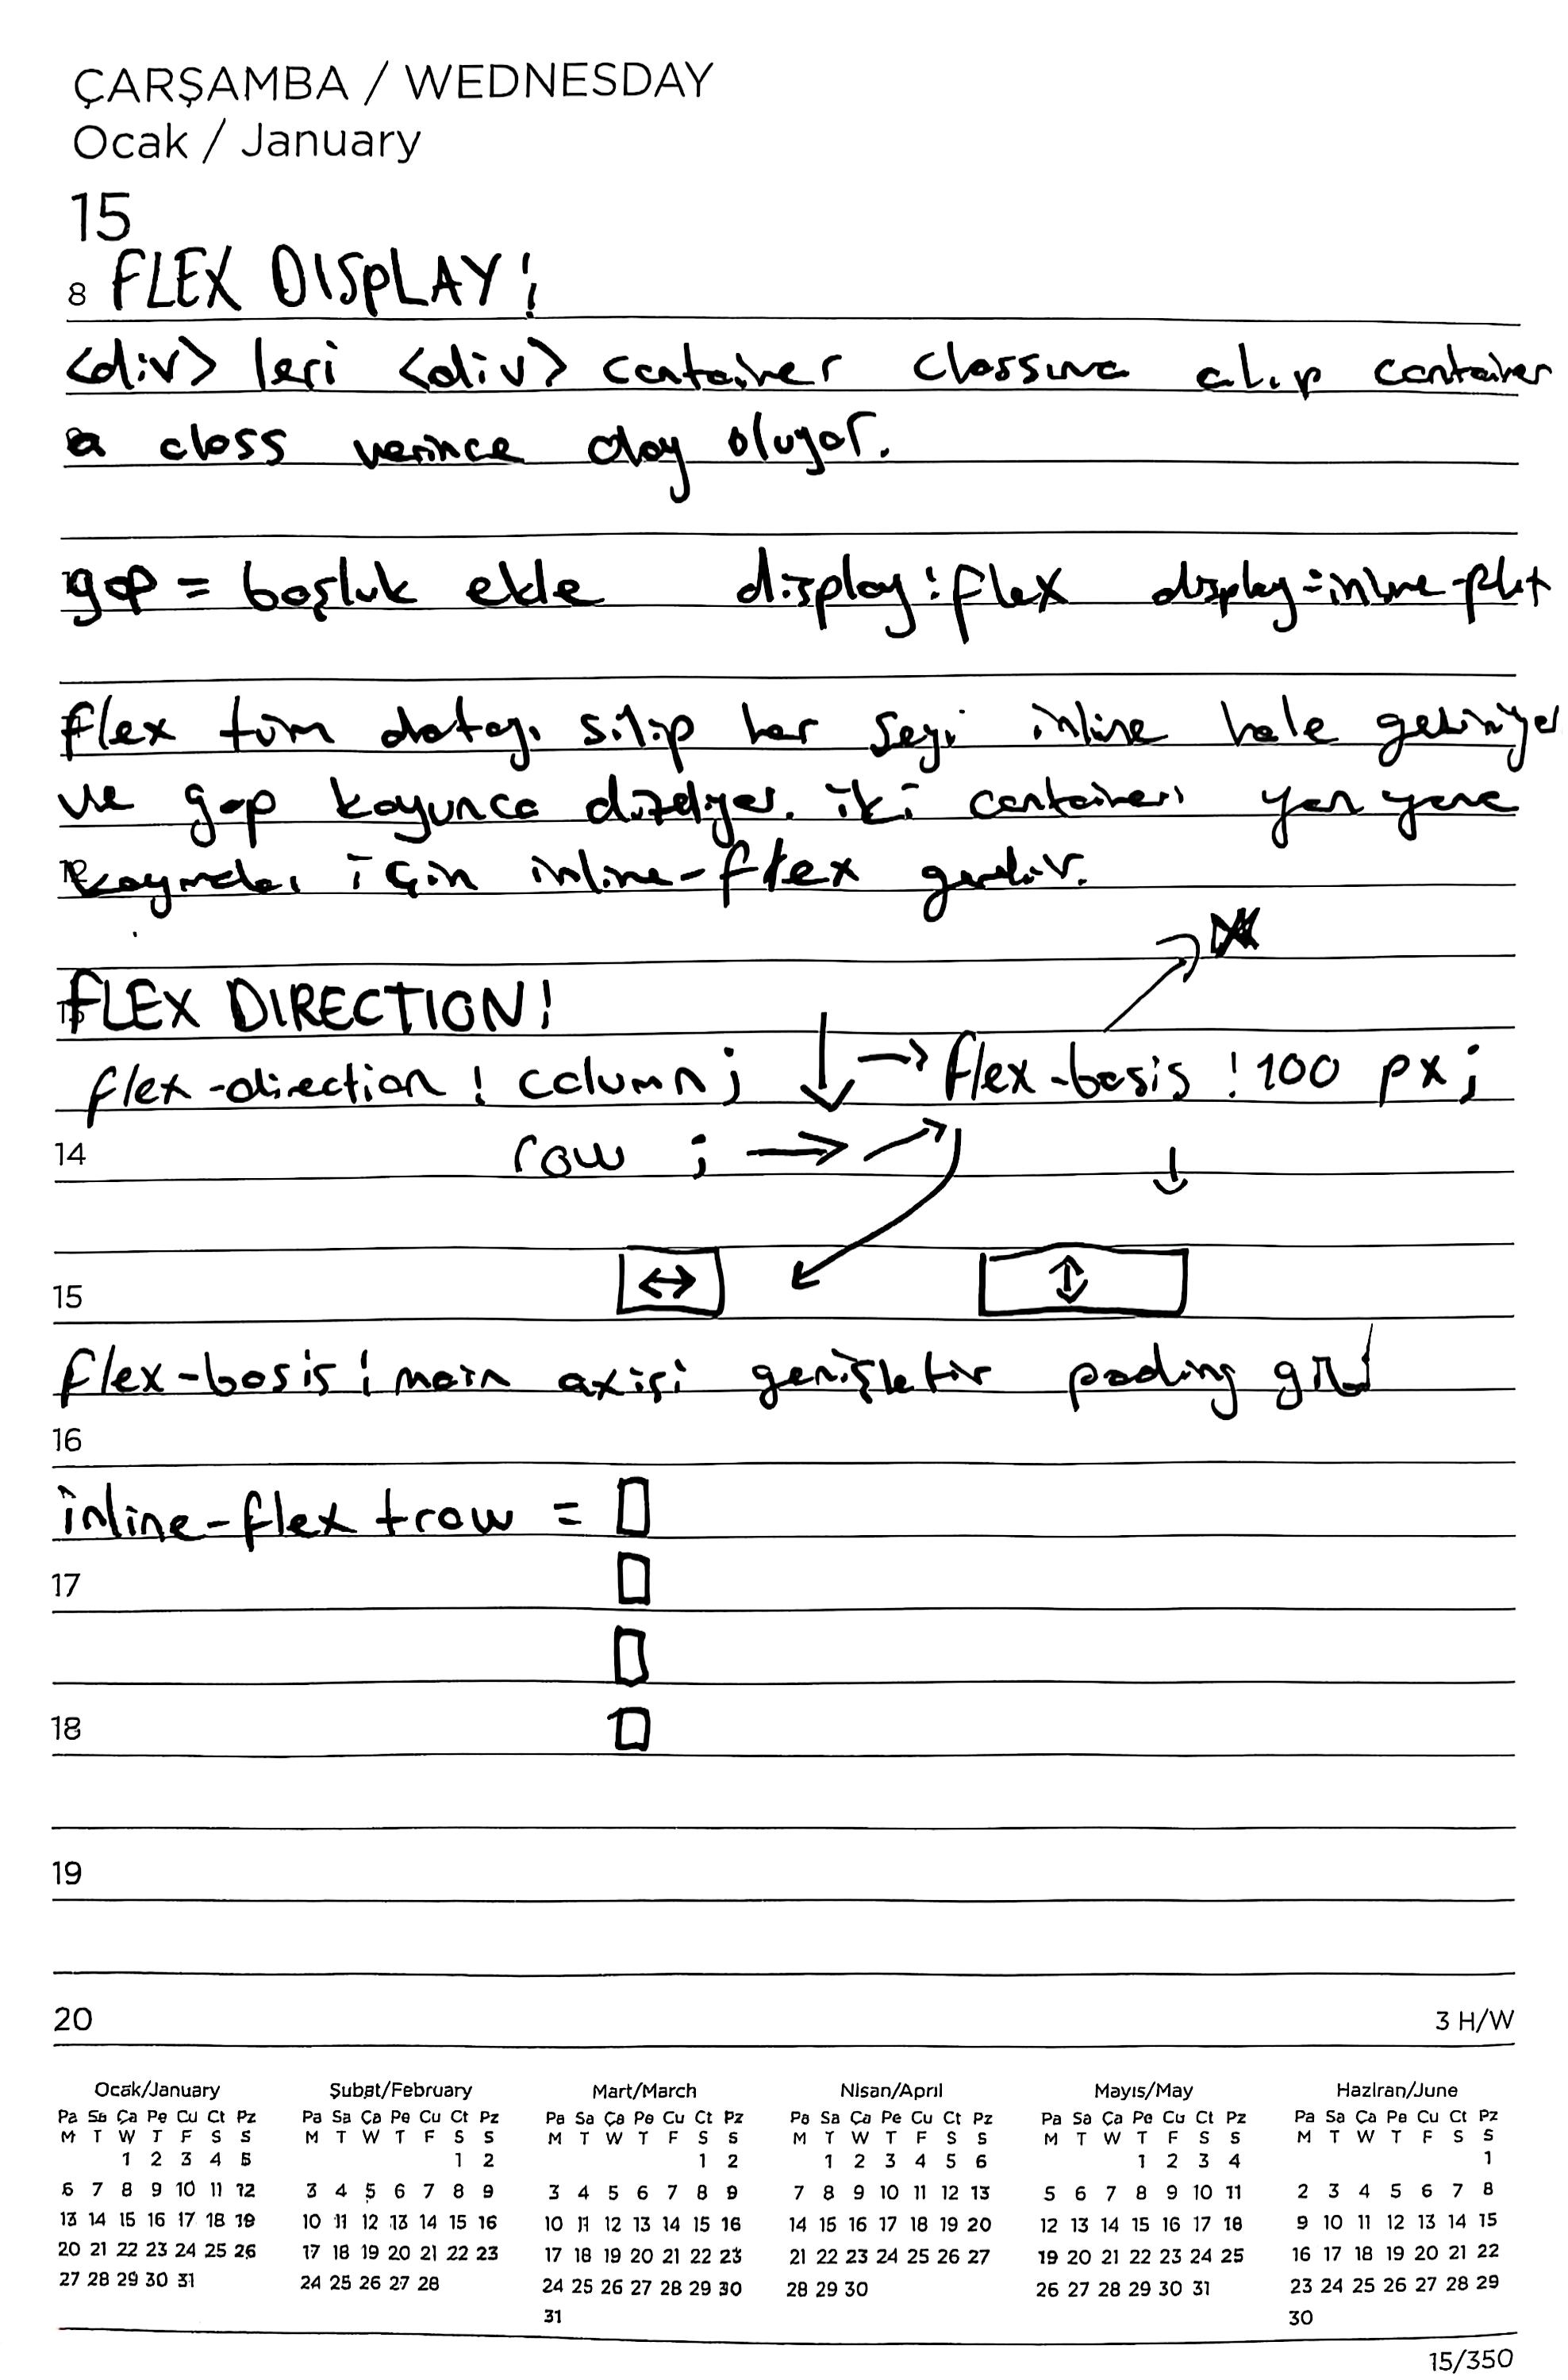 ÇARŞAMBA / WEDNESDAY
Ocak / January
15
8 FLEX DISPLAY!
<div> leri <div> container classına alıp container
a class verince olay oluyor.
gap = boşluk ekle display:flex display=inline-flex
flex tüm datayı silip her şeyi inline hale getiriyor
ve gap koyunca düzeliyor. iki containerı yan yana
12 koymak için inline-flex gerekir.
FLEX DIRECTION!
flex-direction : column; ↓ → flex-basis : 100 px;
14 row ; →
15
flex-basis : main axisi genişletir padding gibi
16
inline-flex + row =
17
18
19
20 3 H/W
Ocak/January Şubat/February Mart/March Nisan/April Mayıs/May Haziran/June
Pa Sa Ça Pe Cu Ct Pz Pa Sa Ça Pe Cu Ct Pz Pa Sa Ça Pe Cu Ct Pz Pa Sa Ça Pe Cu Ct Pz Pa Sa Ça Pe Cu Ct Pz Pa Sa Ça Pe Cu Ct Pz
M T W T F S S M T W T F S S M T W T F S S M T W T F S S M T W T F S S M T W T F S S
1 2 3 4 5 1 2 1 2 1 2 3 4 5 6 1 2 3 4 1
6 7 8 9 10 11 12 3 4 5 6 7 8 9 3 4 5 6 7 8 9 7 8 9 10 11 12 13 5 6 7 8 9 10 11 2 3 4 5 6 7 8
13 14 15 16 17 18 19 10 11 12 13 14 15 16 10 11 12 13 14 15 16 14 15 16 17 18 19 20 12 13 14 15 16 17 18 9 10 11 12 13 14 15
20 21 22 23 24 25 26 17 18 19 20 21 22 23 17 18 19 20 21 22 23 21 22 23 24 25 26 27 19 20 21 22 23 24 25 16 17 18 19 20 21 22
27 28 29 30 31 24 25 26 27 28 24 25 26 27 28 29 30 28 29 30 26 27 28 29 30 31 23 24 25 26 27 28 29
31 30
15/350